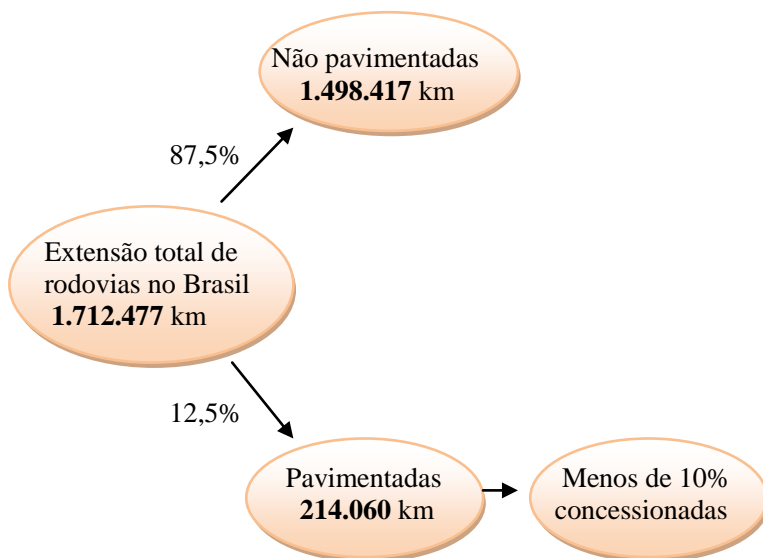 Não pavimentadas
1.498.417 km
87,5%
Extensão total de
rodovias no Brasil
1.712.477 km
12,5%
Pavimentadas
214.060 km
Menos de 10%
concessionadas